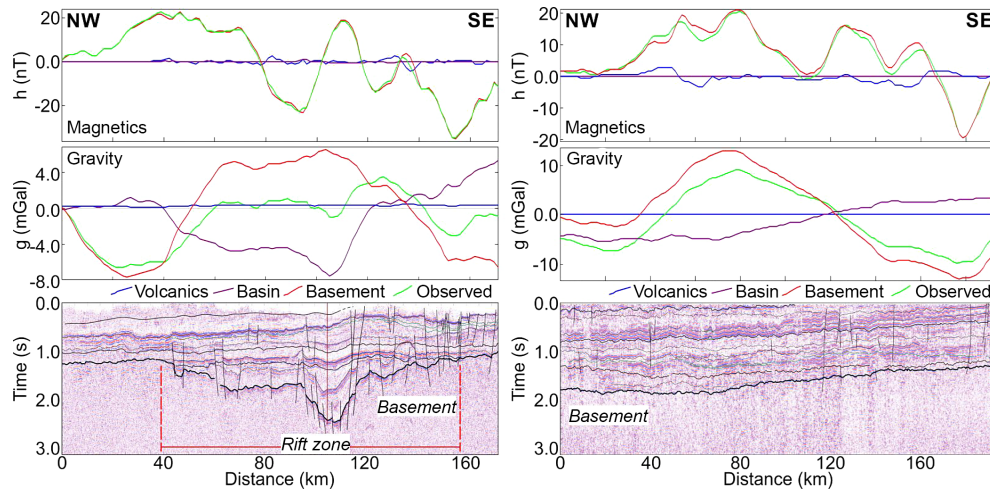 NW SE
h (nT)
20
0
-20
Magnetics
Gravity
g (mGal)
4.0
0.0
-4.0
-8.0
Volcanics Basin Basement Observed
Time (s)
0.0
1.0
2.0
3.0
Basement
Rift zone
0 40 80 120 160
Distance (km)
NW SE
h (nT)
20
10
0.0
-10
20
Magnetics
Gravity
g (mGal)
10
0.0
-10
Volcanics Basin Basement Observed
Time (s)
0.0
1.0
2.0
3.0
Basement
0 40 80 120 160
Distance (km)